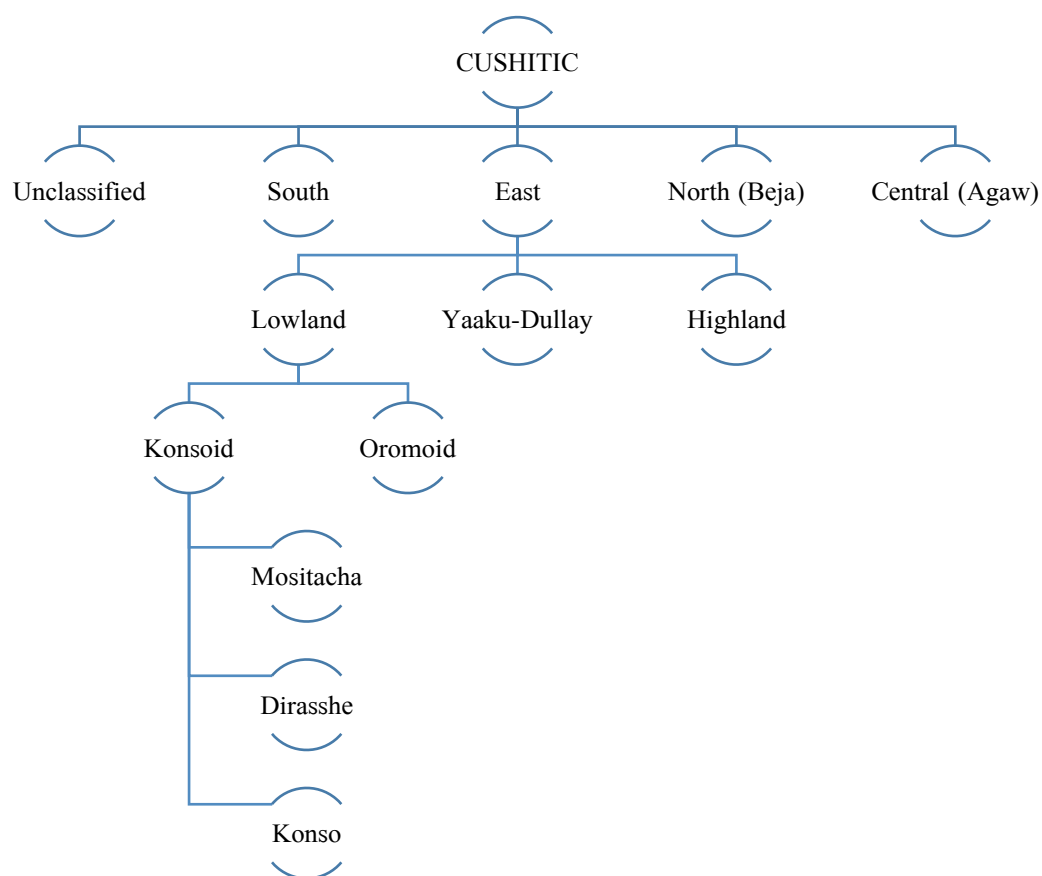 CUSHITIC
Unclassified
South
East
North (Beja)
Central (Agaw)
Lowland
Yaaku-Dullay
Highland
Konsoid
Oromoid
Mositacha
Dirasshe
Konso